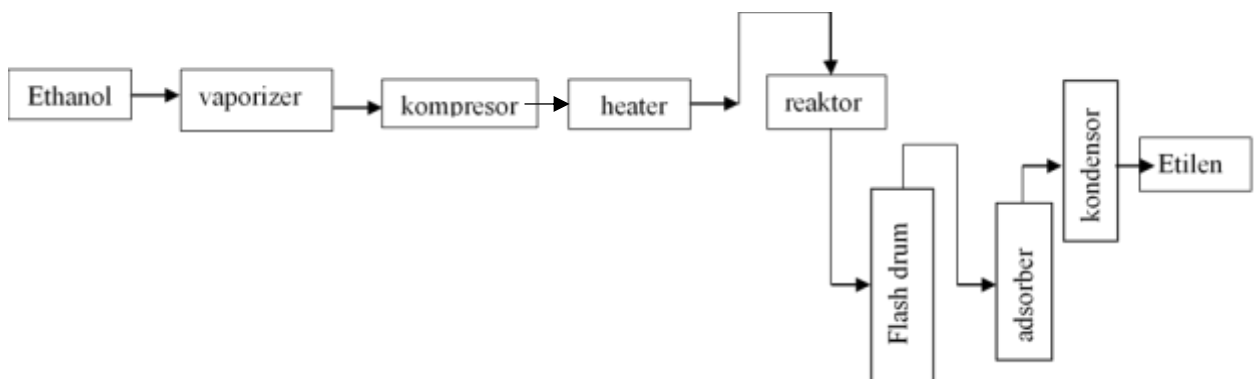 Ethanol
vaporizer
kompresor
heater
reaktor
Flash drum
adsorber
kondensor
Etilen